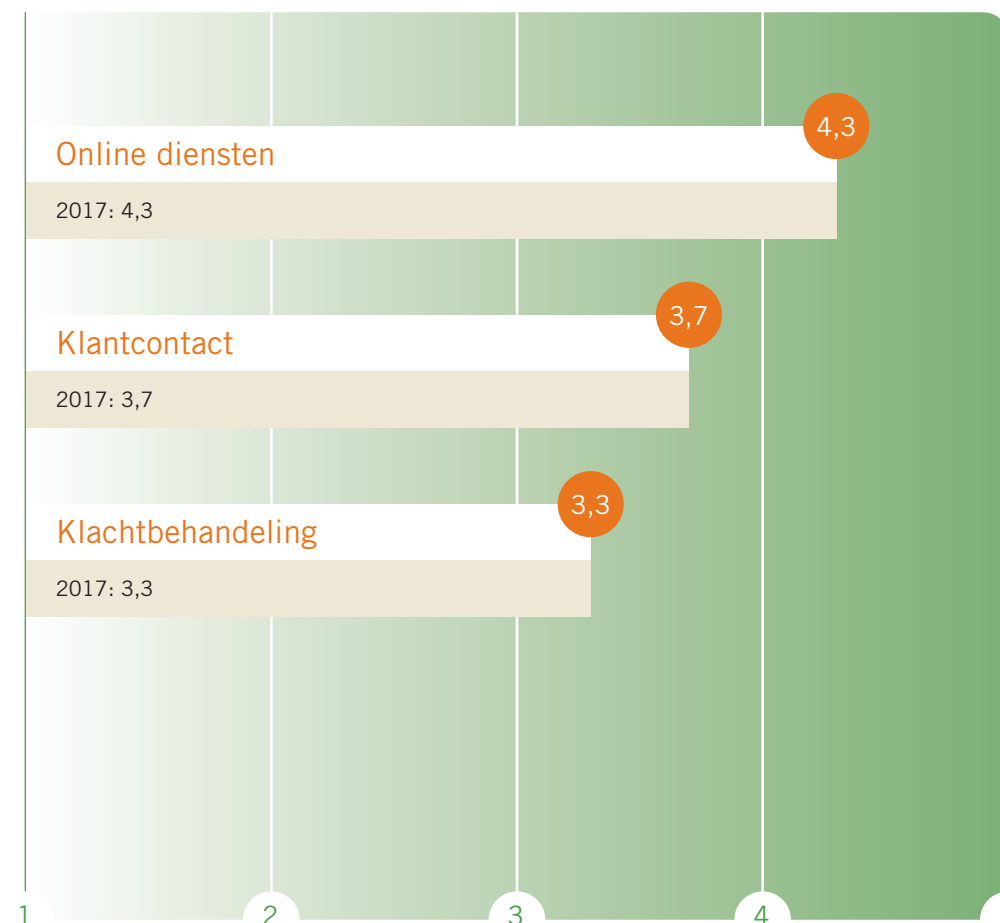 4,3
Online diensten
2017: 4,3
3,7
Klantcontact
2017: 3,7
3,3
Klachtbehandeling
2017: 3,3
1 2 3 4